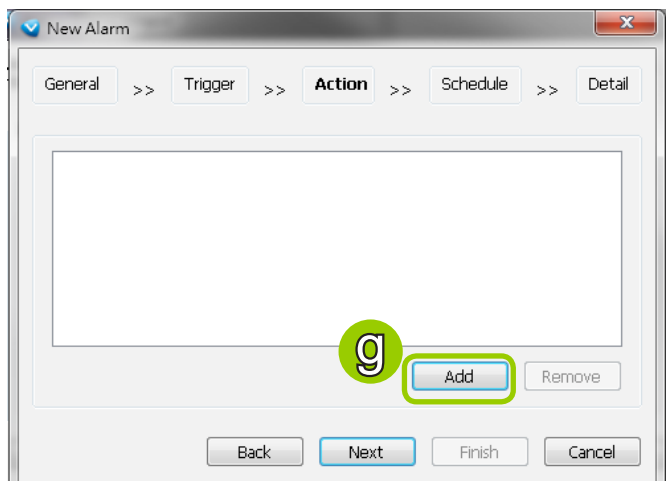 New Alarm
General >> Trigger >> Action >> Schedule >> Detail
g
Add Remove
Back Next Finish Cancel